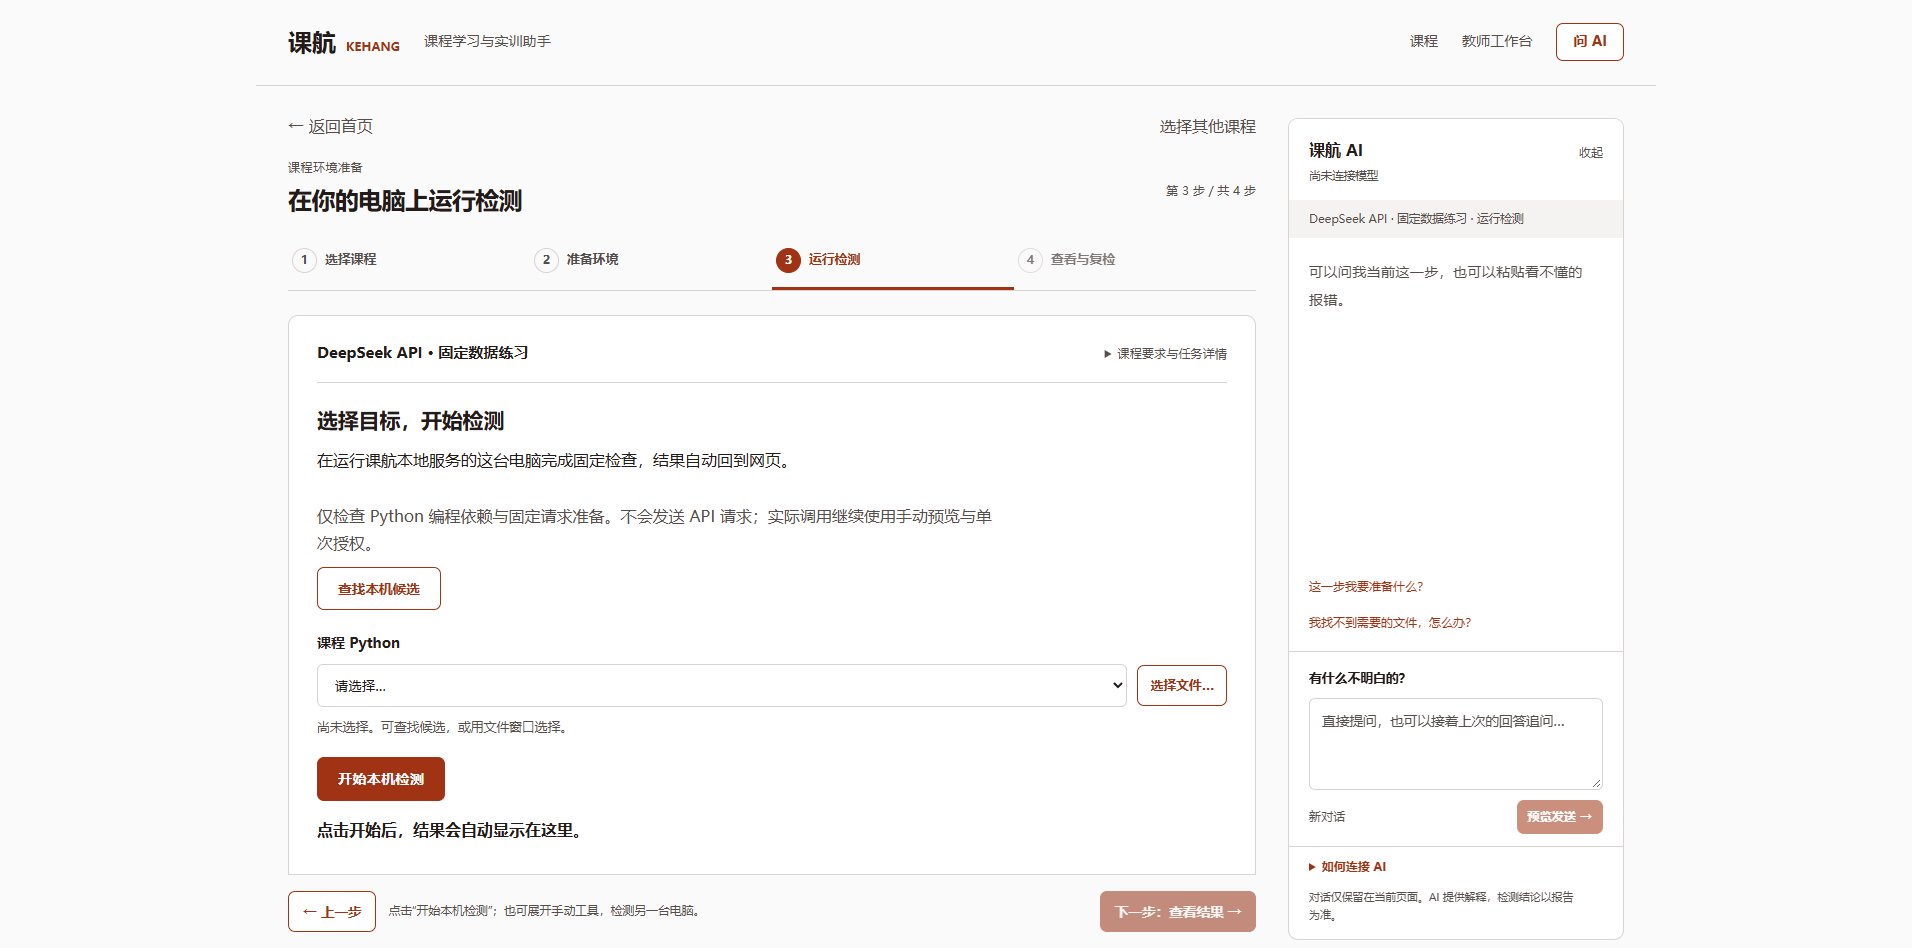 课航 KEHANG 课程学习与实训助手
课程 教师工作台 问 AI
← 返回首页 选择其他课程
课程环境准备
在你的电脑上运行检测
第 3 步 / 共 4 步
1 选择课程 2 准备环境 3 运行检测 4 查看与复检
DeepSeek API · 固定数据练习
▶ 课程要求与任务详情
选择目标，开始检测
在运行课航本地服务的这台电脑完成固定检查，结果自动回到网页。
仅检查 Python 编程依赖与固定请求准备。不会发送 API 请求；实际调用继续使用手动预览与单
次授权。
查找本机候选
课程 Python
请选择... 选择文件...
尚未选择。可查找候选，或用文件窗口选择。
开始本机检测
点击开始后，结果会自动显示在这里。
← 上一步 点击“开始本机检测”；也可展开手动工具，检测另一台电脑。 下一步：查看结果 →
课航 AI 收起
尚未连接模型
DeepSeek API · 固定数据练习 · 运行检测
可以问我当前这一步，也可以粘贴看不懂的
报错。
这一步我要准备什么？
我找不到需要的文件，怎么办？
有什么不明白的？
直接提问，也可以接着上次的回答追问...
新对话 预览发送 →
▶ 如何连接 AI
对话仅保留在当前页面。AI 提供解释，检测结论以报告
为准。